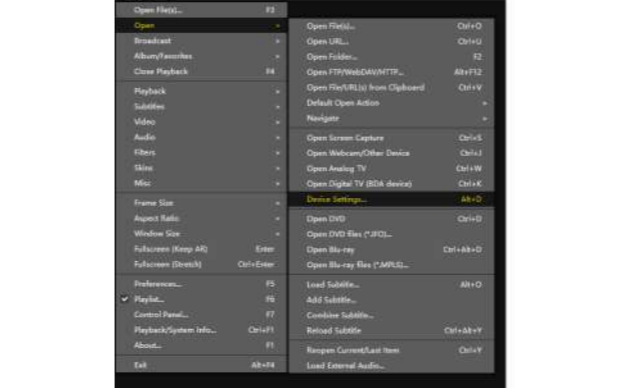 Open File(s)... F3
Open
Broadcast
Album/Favorites
Close Playback F4
Playback
Subtitles
Video
Audio
Filters
Skins
Misc
Frame Size
Aspect Ratio
Window Size
Fullscreen (Keep AR) Enter
Fullscreen (Stretch) Ctrl+Enter
Preferences... F5
Playlist... F6
Control Panel... F7
Playback/System Info... Ctrl+F1
About... F1
Exit Alt+F4
Open File(s)... Ctrl+O
Open URL... Ctrl+U
Open Folder... F2
Open FTP/WebDAV/HTTP... Alt+F12
Open File/URL(s) from Clipboard Ctrl+V
Default Open Action
Navigate
Open Screen Capture Ctrl+S
Open Webcam/Other Device Ctrl+J
Open Analog TV Ctrl+W
Open Digital TV (BDA device) Ctrl+K
Device Settings... Alt+D
Open DVD Ctrl+D
Open DVD files (*.IFO)...
Open Blu-ray Ctrl+Alt+D
Open Blu-ray files (*.MPLS)...
Load Subtitle... Alt+O
Add Subtitle...
Combine Subtitle...
Reload Subtitle Ctrl+Alt+Y
Reopen Current/Last Item Ctrl+Y
Load External Audio...